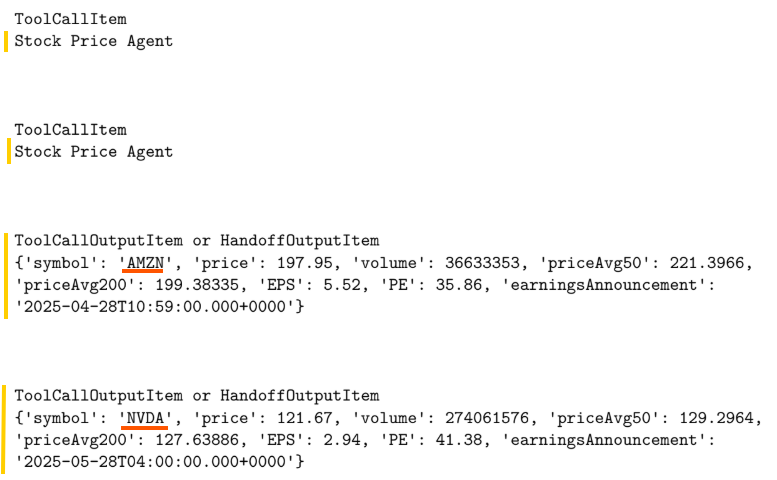 ToolCallItem
Stock Price Agent
ToolCallItem
Stock Price Agent
ToolCallOutputItem or HandoffOutputItem
{'symbol': 'AMZN', 'price': 197.95, 'volume': 36633353, 'priceAvg50': 221.3966,
'priceAvg200': 199.38335, 'EPS': 5.52, 'PE': 35.86, 'earningsAnnouncement':
'2025-04-28T10:59:00.000+0000'}
ToolCallOutputItem or HandoffOutputItem
{'symbol': 'NVDA', 'price': 121.67, 'volume': 274061576, 'priceAvg50': 129.2964,
'priceAvg200': 127.63886, 'EPS': 2.94, 'PE': 41.38, 'earningsAnnouncement':
'2025-05-28T04:00:00.000+0000'}